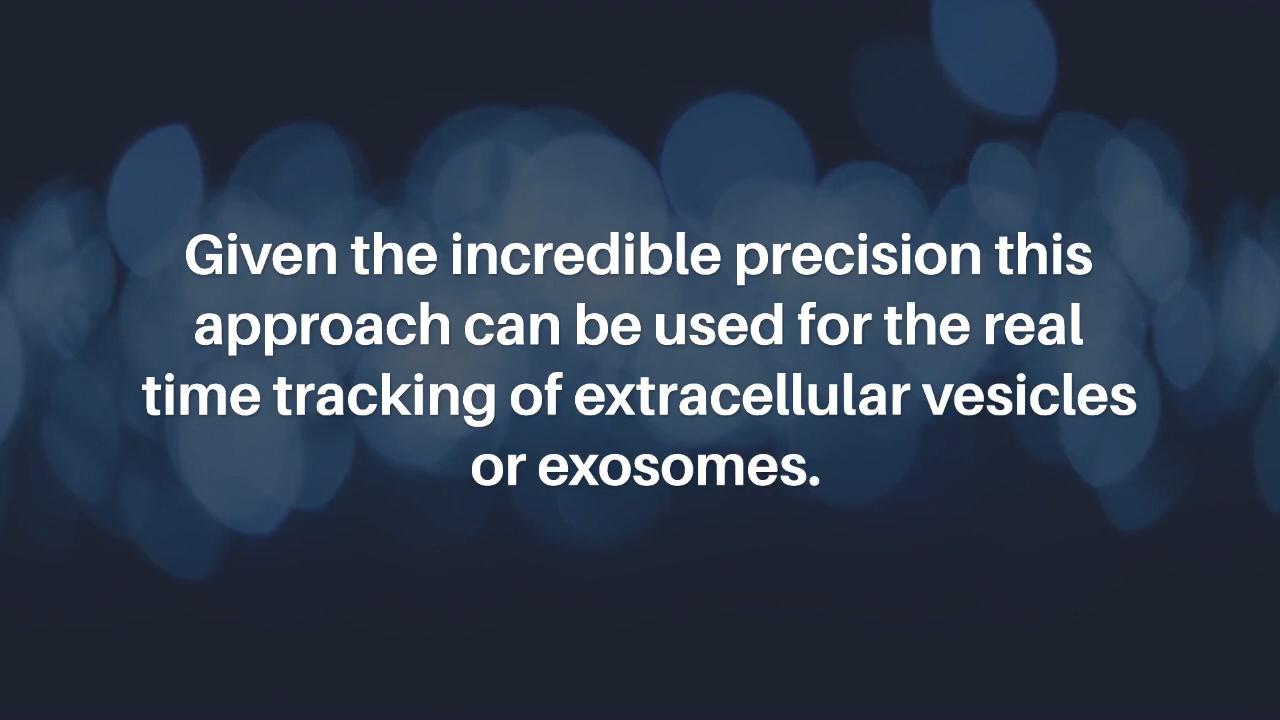 Given the incredible precision this
approach can be used for the real
time tracking of extracellular vesicles
or exosomes.